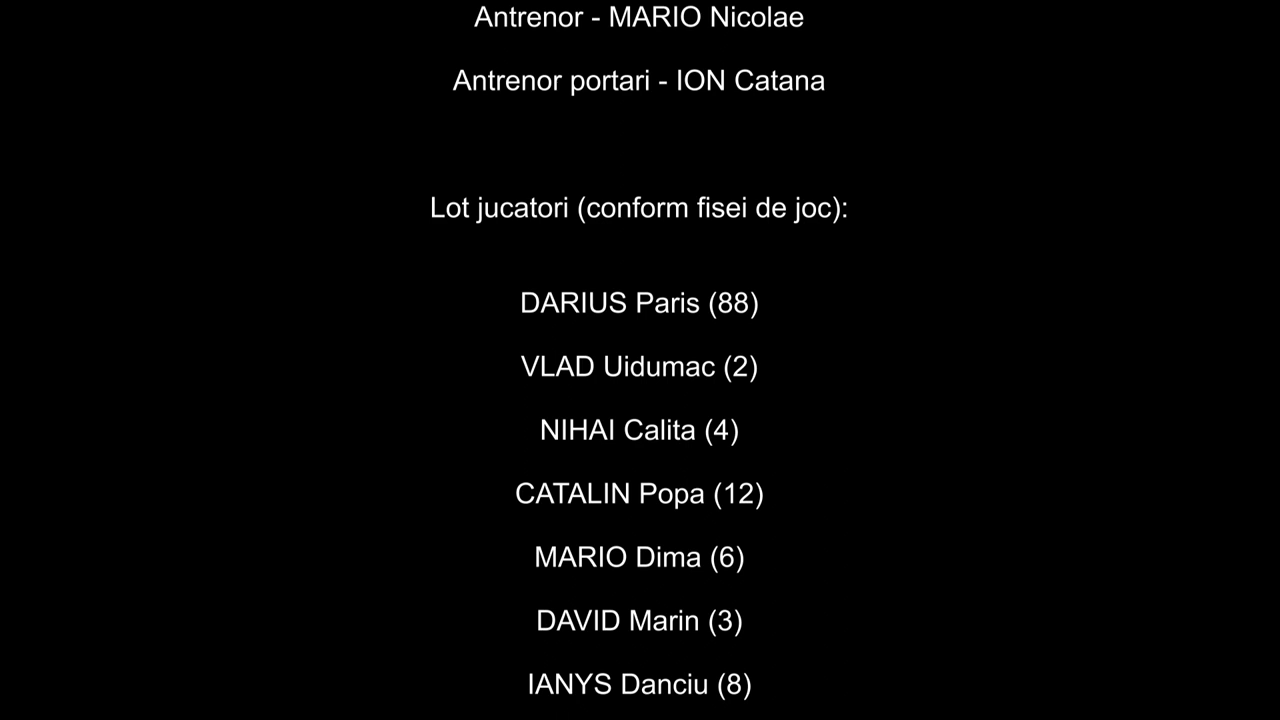 Antrenor - MARIO Nicolae
Antrenor portari - ION Catana
Lot jucatori (conform fisei de joc):
DARIUS Paris (88)
VLAD Uidumac (2)
NIHAI Calita (4)
CATALIN Popa (12)
MARIO Dima (6)
DAVID Marin (3)
IANYS Danciu (8)